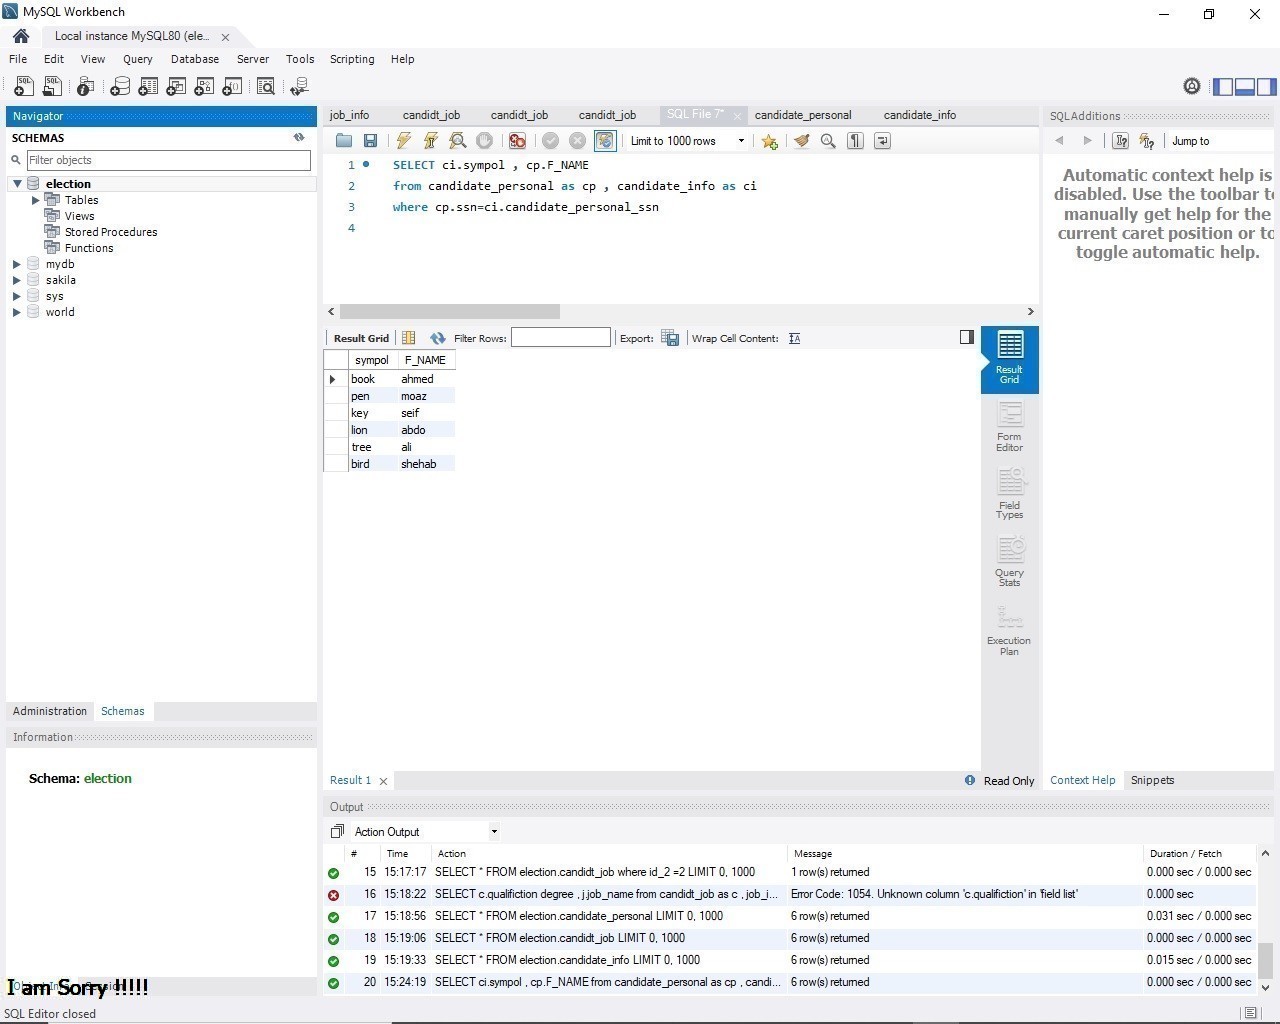 MySQL Workbench
Local instance MySQL80 (ele...
File Edit View Query Database Server Tools Scripting Help
Navigator
SCHEMAS
Filter objects
election
Tables
Views
Stored Procedures
Functions
mydb
sakila
sys
world
Administration Schemas
Information
Schema: election
I am Sorry !!!!!
SQL Editor closed
job_info candidt_job candidt_job candidt_job SQL File 7* candidate_personal candidate_info
Limit to 1000 rows
1 SELECT ci.sympol , cp.F_NAME
2 from candidate_personal as cp , candidate_info as ci
3 where cp.ssn=ci.candidate_personal_ssn
4
Result Grid Filter Rows: Export: Wrap Cell Content:
sympol F_NAME
book ahmed
pen moaz
key seif
lion abdo
tree ali
bird shehab
Result
Grid
Form
Editor
Field
Types
Query
Stats
Execution
Plan
Result 1 Read Only
SQLAdditions
Jump to
Automatic context help is
disabled. Use the toolbar to
manually get help for the
current caret position or to
toggle automatic help.
Context Help Snippets
Output
Action Output
# Time Action Message Duration / Fetch
15 15:17:17 SELECT * FROM election.candidt_job where id_2 =2 LIMIT 0, 1000 1 row(s) returned 0.000 sec / 0.000 sec
16 15:18:22 SELECT c.qualifiction degree , j.job_name from candidt_job as c , job_i... Error Code: 1054. Unknown column 'c.qualifiction' in 'field list' 0.000 sec
17 15:18:56 SELECT * FROM election.candidate_personal LIMIT 0, 1000 6 row(s) returned 0.031 sec / 0.000 sec
18 15:19:06 SELECT * FROM election.candidt_job LIMIT 0, 1000 6 row(s) returned 0.000 sec / 0.000 sec
19 15:19:33 SELECT * FROM election.candidate_info LIMIT 0, 1000 6 row(s) returned 0.015 sec / 0.000 sec
20 15:24:19 SELECT ci.sympol , cp.F_NAME from candidate_personal as cp , candi... 6 row(s) returned 0.000 sec / 0.000 sec